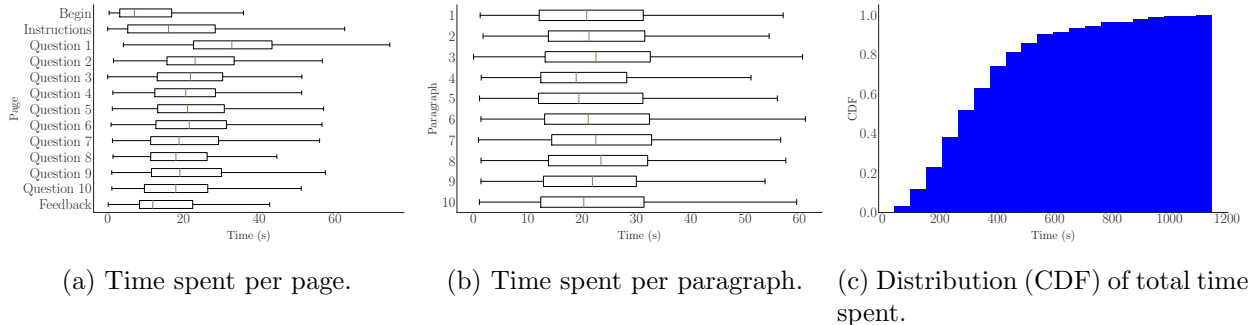 Begin
Instructions
Question 1
Question 2
Question 3
Question 4
Question 5
Question 6
Question 7
Question 8
Question 9
Question 10
Feedback
Page
0 20 40 60
Time (s)
(a) Time spent per page.
1
2
3
4
5
6
7
8
9
10
Paragraph
0 10 20 30 40 50 60
Time (s)
(b) Time spent per paragraph.
1.0
0.8
0.6
0.4
0.2
0.0
CDF
0 200 400 600 800 1000 1200
Time (s)
(c) Distribution (CDF) of total time
spent.